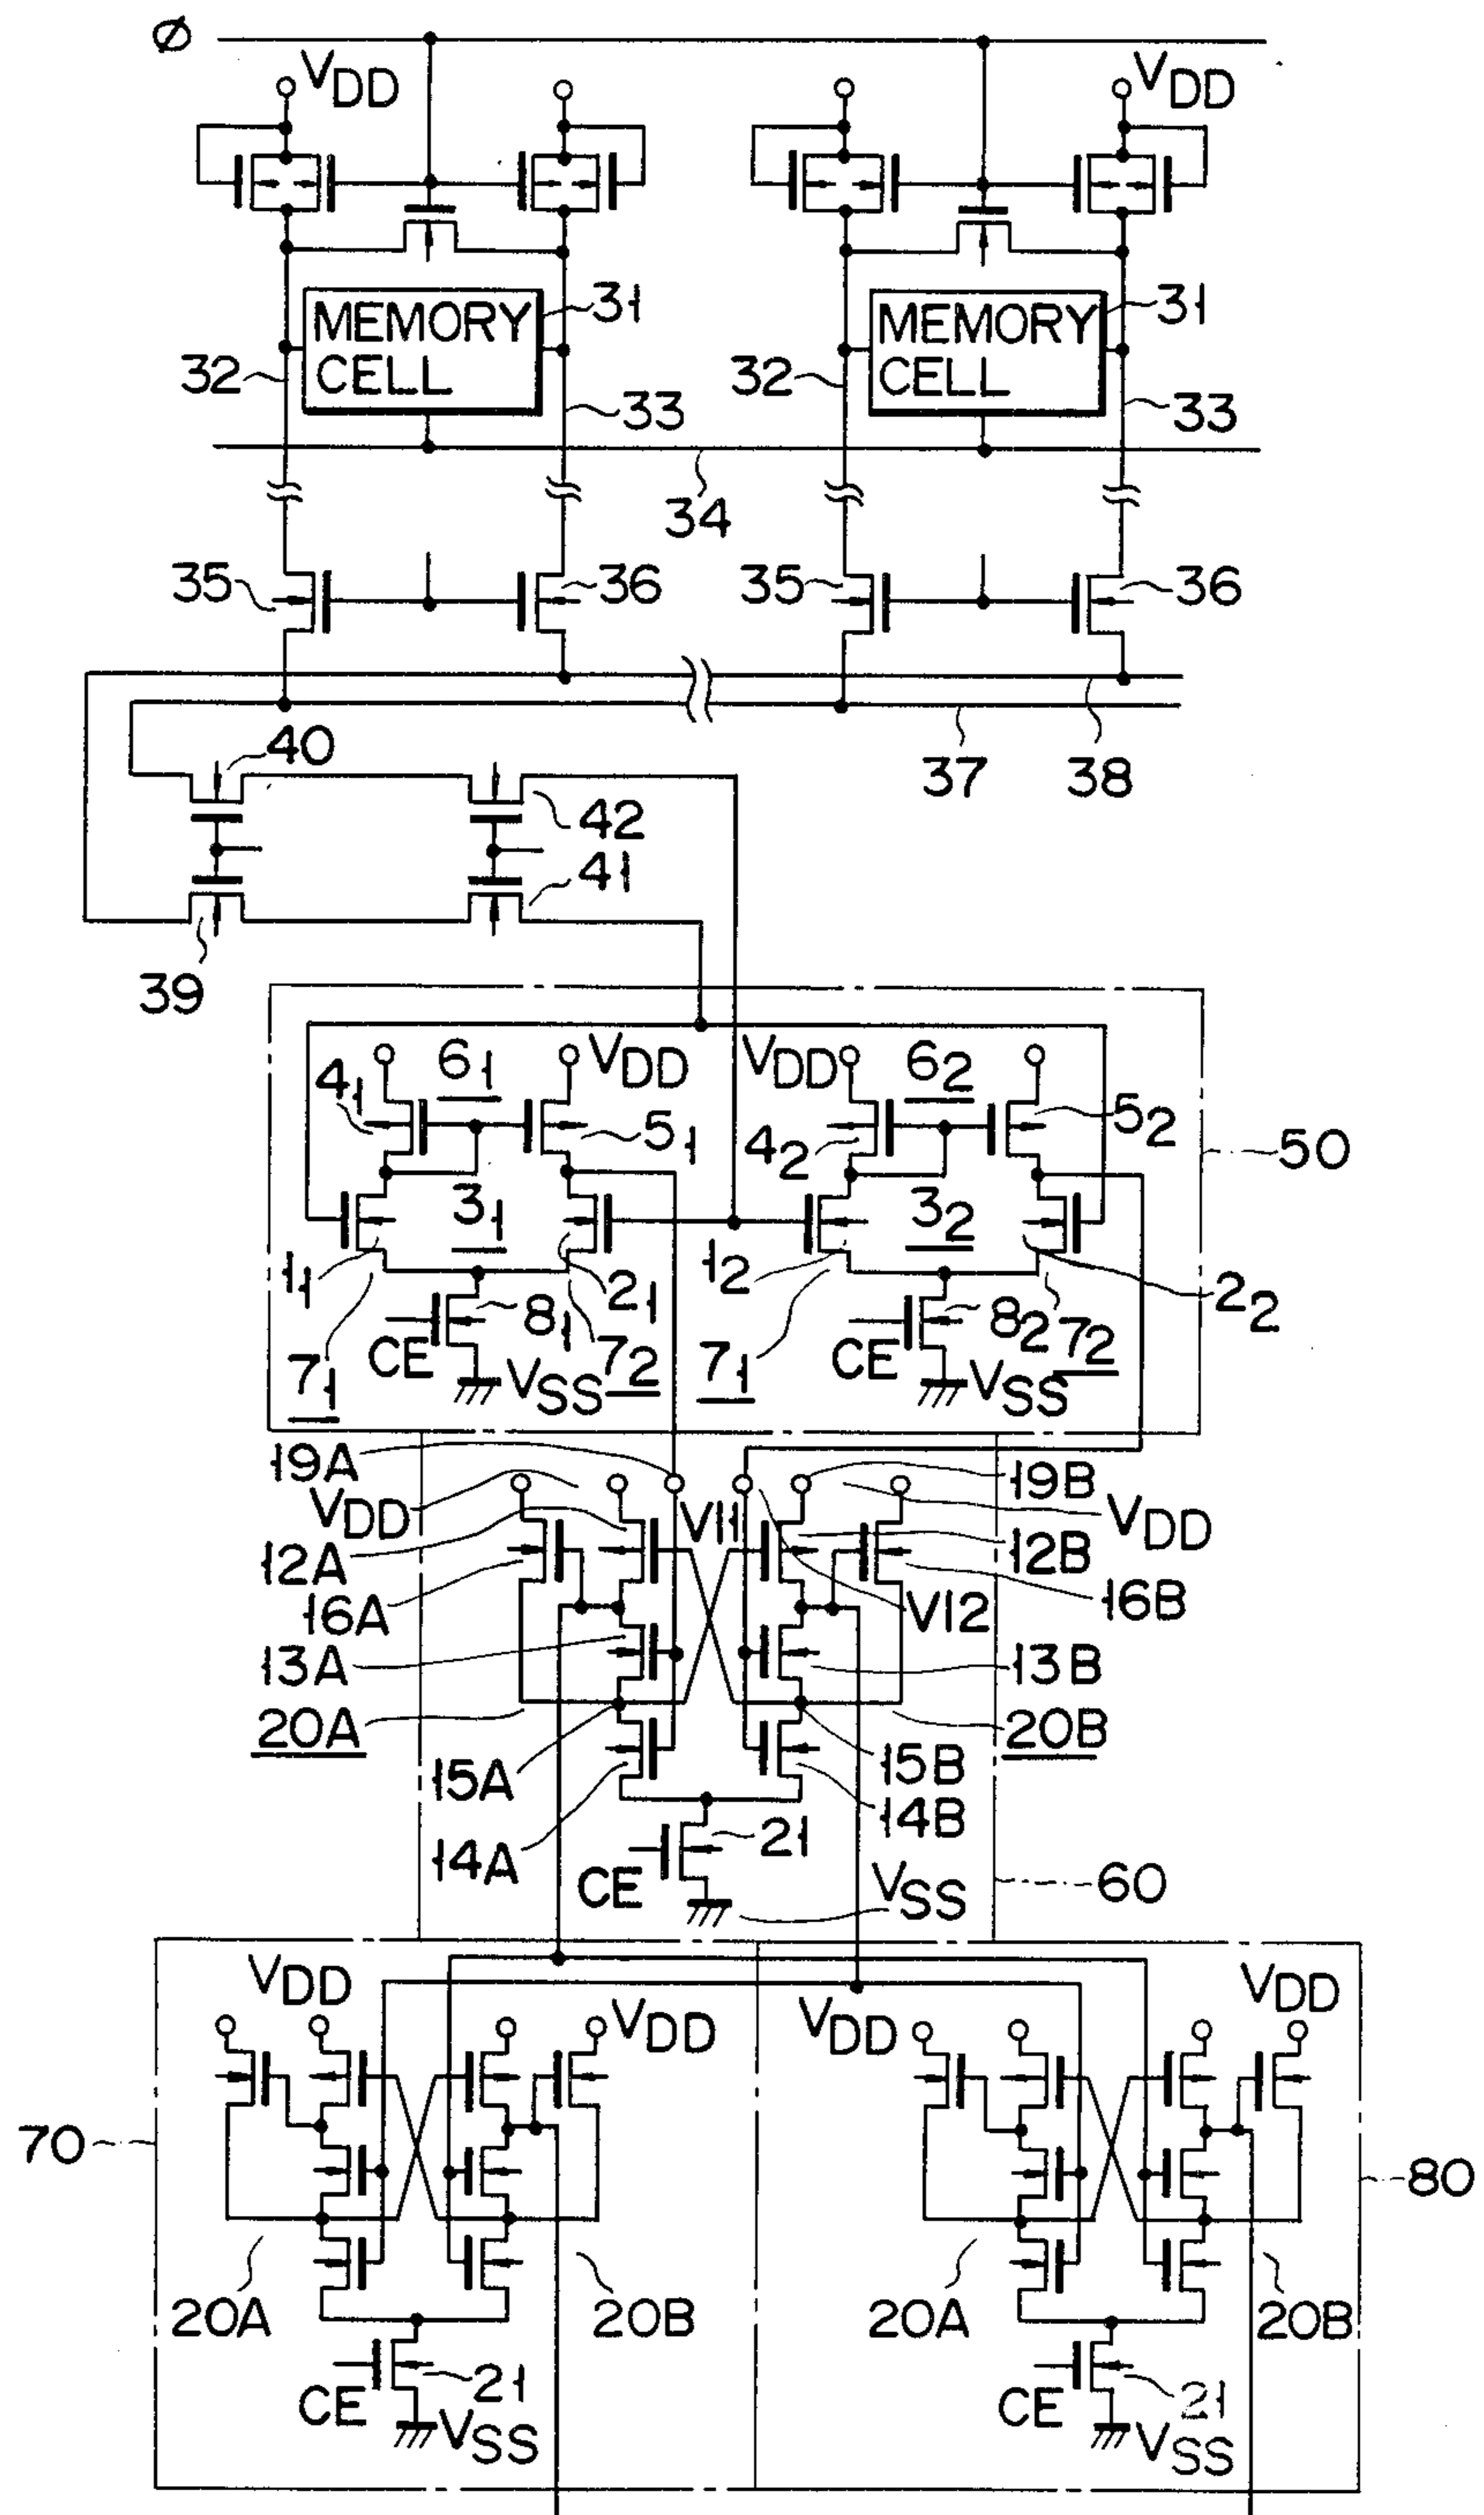 Ø
VDD VDD
MEMORY CELL 31 MEMORY CELL 31
32 33 32 33
34
35 36 35 36
37 38
40
42
41
39
50
41 61 VDD VDD 62 52
51 42
11 31 21 12 32 22
CE 81 CE 82
71 VSS 72 71 VSS 72
19A 19B
VDD V11 VDD
12A 12B
16A V12 16B
13A 13B
20A 20B
15A 15B
14A 14B
21
CE VSS
60
VDD VDD VDD VDD
70 80
20A 20B 20A 20B
CE 21 CE 21
VSS VSS